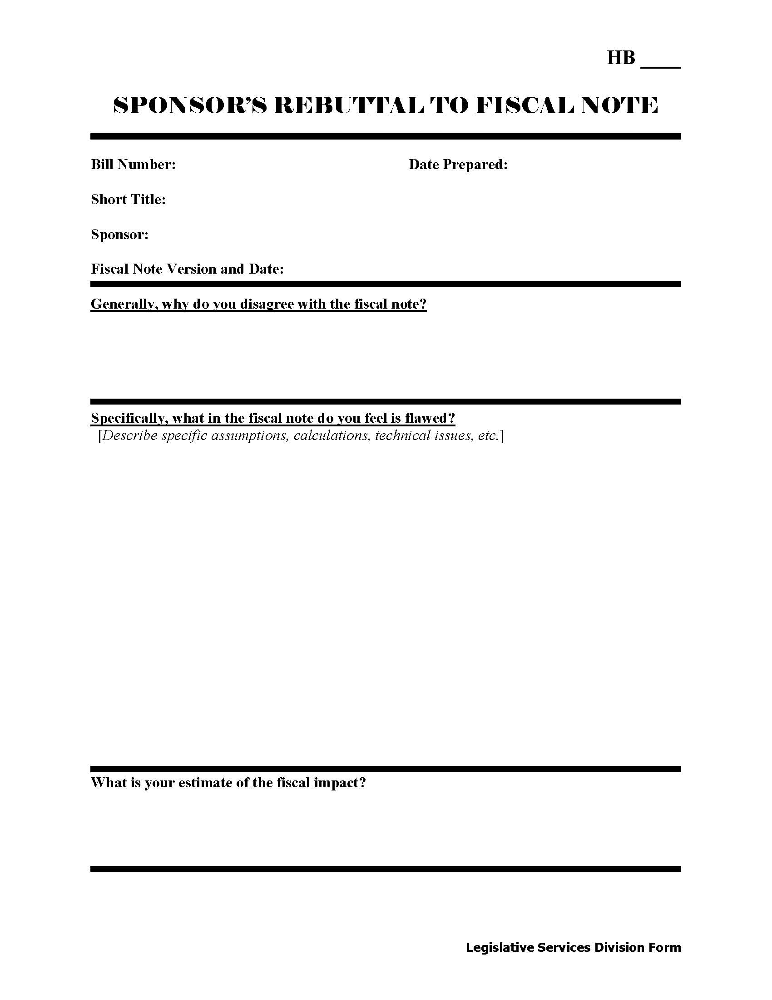 HB ____
SPONSOR’S REBUTTAL TO FISCAL NOTE
Bill Number: Date Prepared:
Short Title:
Sponsor:
Fiscal Note Version and Date:
Generally, why do you disagree with the fiscal note?
Specifically, what in the fiscal note do you feel is flawed?
[Describe specific assumptions, calculations, technical issues, etc.]
What is your estimate of the fiscal impact?
Legislative Services Division Form